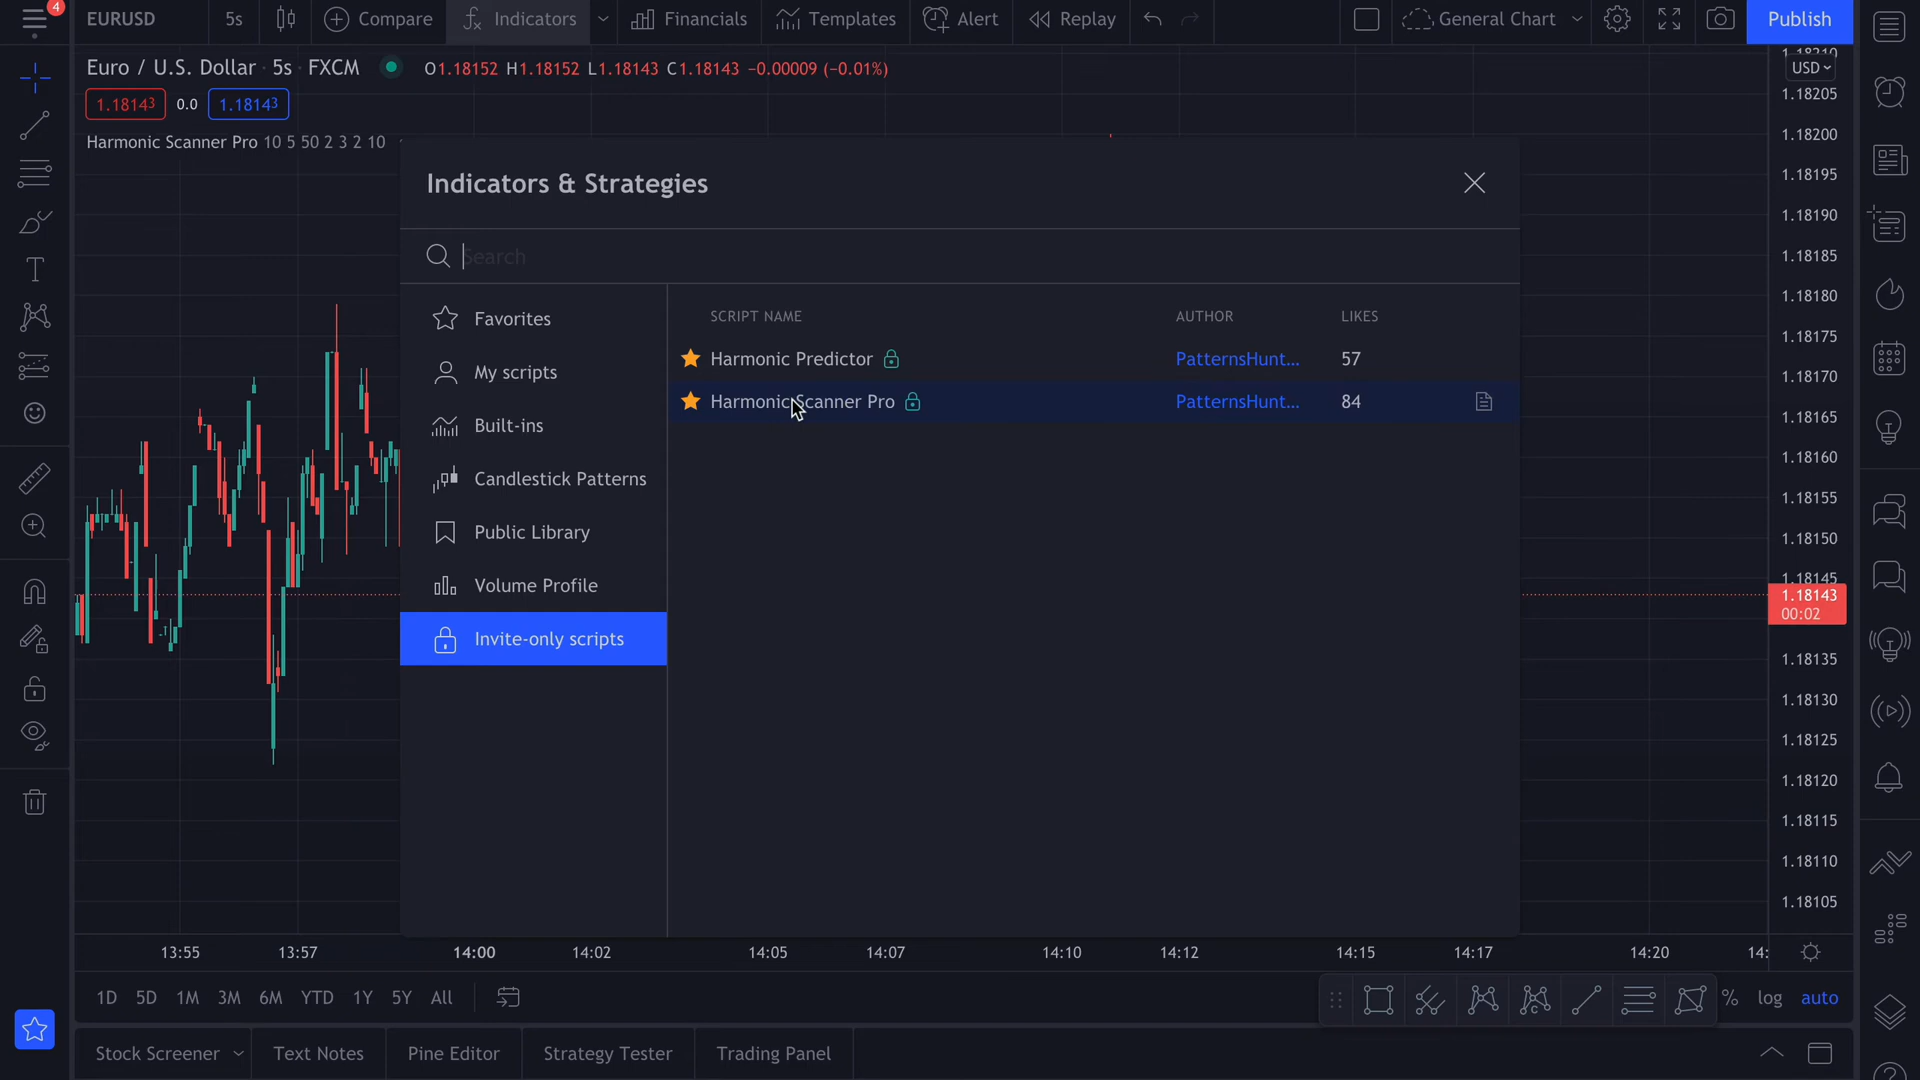 4
EURUSD 5s Compare Indicators Financials Templates Alert Replay General Chart Publish
Euro / U.S. Dollar 5s FXCM O1.18152 H1.18152 L1.18143 C1.18143 −0.00009 (−0.01%)
1.18143 0.0 1.18143
Harmonic Scanner Pro 10 5 50 2 3 2 10
Indicators & Strategies
Search
Favorites
My scripts
Built-ins
Candlestick Patterns
Public Library
Volume Profile
Invite-only scripts
SCRIPT NAME AUTHOR LIKES
Harmonic Predictor PatternsHunt... 57
Harmonic Scanner Pro PatternsHunt... 84
1.18210
USD
1.18205
1.18200
1.18195
1.18190
1.18185
1.18180
1.18175
1.18170
1.18165
1.18160
1.18155
1.18150
1.18145
1.18143
00:02
1.18135
1.18130
1.18125
1.18120
1.18115
1.18110
1.18105
13:55 13:57 14:00 14:02 14:05 14:07 14:10 14:12 14:15 14:17 14:20 14:
1D 5D 1M 3M 6M YTD 1Y 5Y All % log auto
Stock Screener Text Notes Pine Editor Strategy Tester Trading Panel